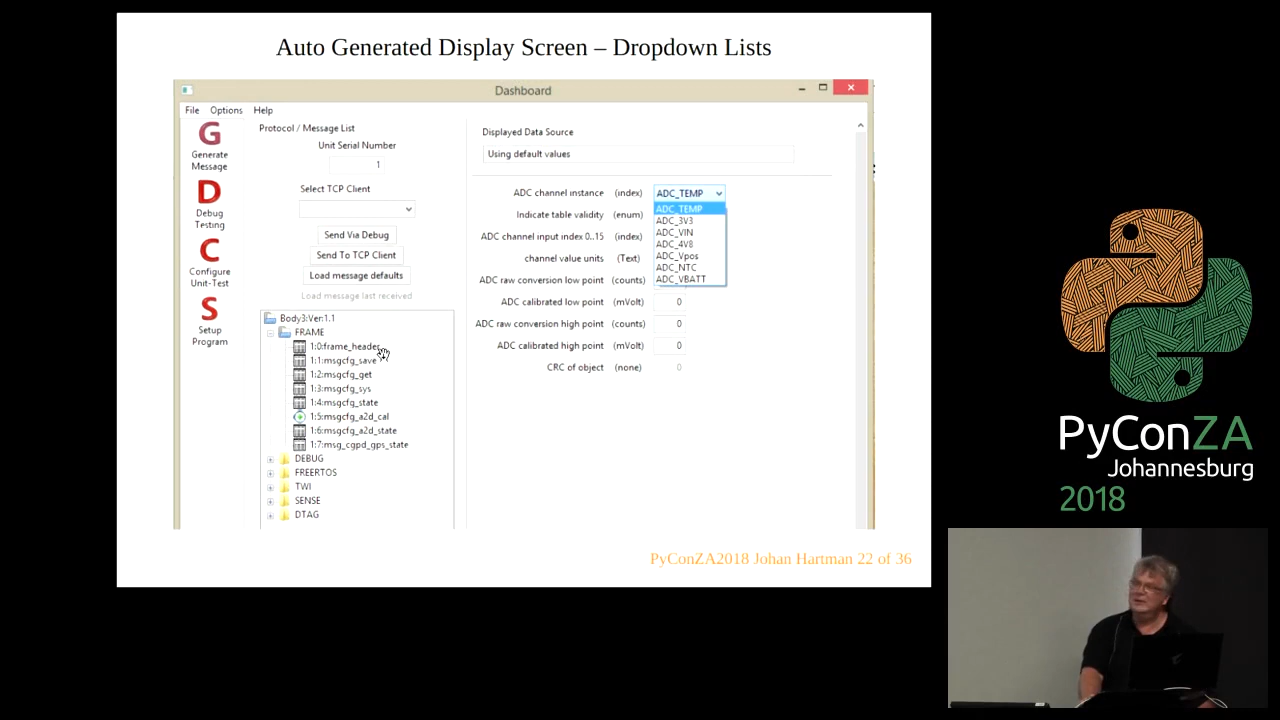 Auto Generated Display Screen – Dropdown Lists
Dashboard
File Options Help
G
Generate
Message
D
Debug
Testing
C
Configure
Unit-Test
S
Setup
Program
Protocol / Message List
Unit Serial Number
1
Select TCP Client
Send Via Debug
Send To TCP Client
Load message defaults
Load message last received
Body3:Ver:1.1
FRAME
1:0:frame_header
1:1:msgcfg_save
1:2:msgcfg_get
1:3:msgcfg_sys
1:4:msgcfg_state
1:5:msgcfg_a2d_cal
1:6:msgcfg_a2d_state
1:7:msg_cgpd_gps_state
DEBUG
FREERTOS
TWI
SENSE
DTAG
Displayed Data Source
Using default values
ADC channel instance (index) ADC_TEMP
Indicate table validity (enum)
ADC channel input index 0..15 (index)
channel value units (Text)
ADC raw conversion low point (counts)
ADC calibrated low point (mVolt) 0
ADC raw conversion high point (counts) 0
ADC calibrated high point (mVolt) 0
CRC of object (none) 0
ADC_TEMP
ADC_3V3
ADC_VIN
ADC_4V8
ADC_Vpos
ADC_NTC
ADC_VBATT
PyConZA2018 Johan Hartman 22 of 36
PyConZA
Johannesburg
2018